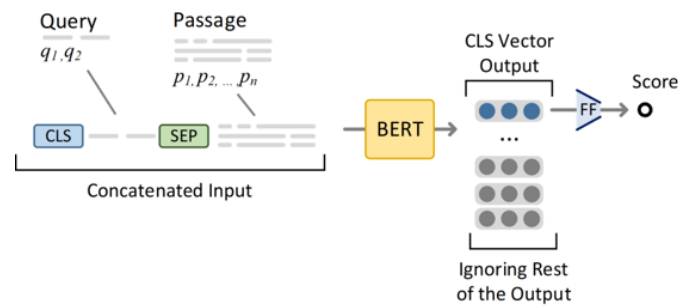 Query
Passage
q1,q2
p1,p2, ...,pn
CLS
SEP
Concatenated Input
BERT
CLS Vector
Output
FF
Score
...
Ignoring Rest
of the Output